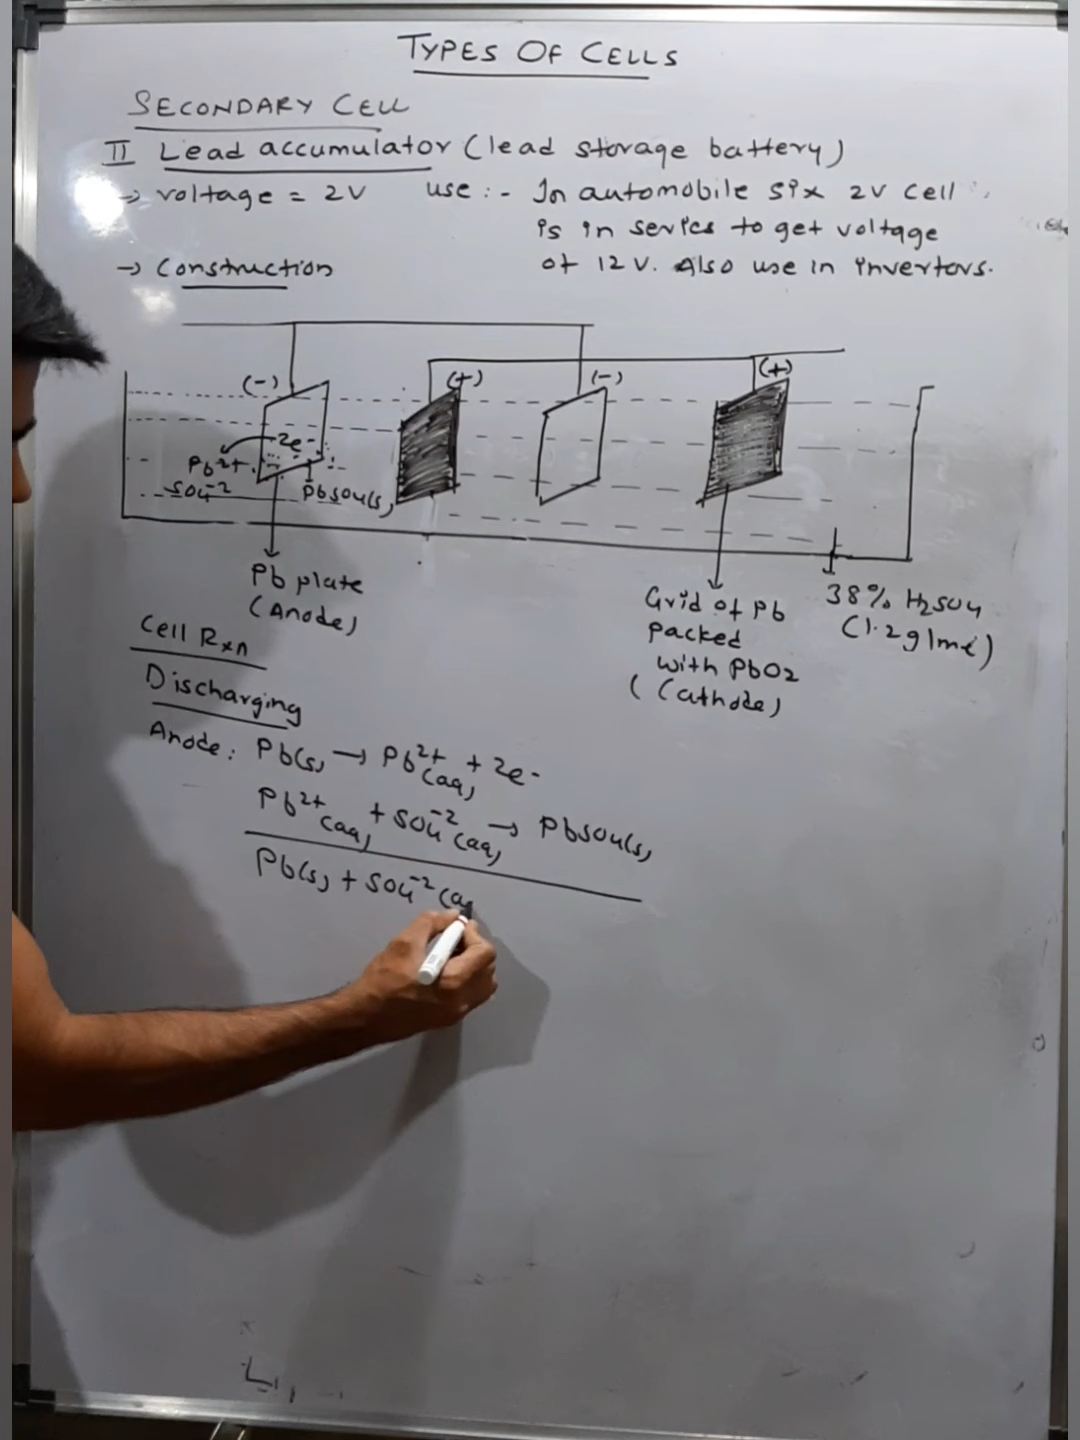 TYPES OF CELLS
SECONDARY CELL
II Lead accumulator (lead storage battery)
→ voltage = 2V use :- In automobile six 2V cell
is in series to get voltage
of 12V. Also use in invertors.
→ Construction
(-) (+) (-) (+)
2e-
Pb2+
SO4-2 PbSO4(s)
Pb plate
(Anode)
Grid of Pb
packed
with PbO2
(Cathode)
38% H2SO4
(1.2g/ml)
Cell Rxn
Discharging
Anode: Pb(s) → Pb2+(aq) + 2e-
Pb2+(aq) + SO4-2(aq) → PbSO4(s)
Pb(s) + SO4-2 (aq